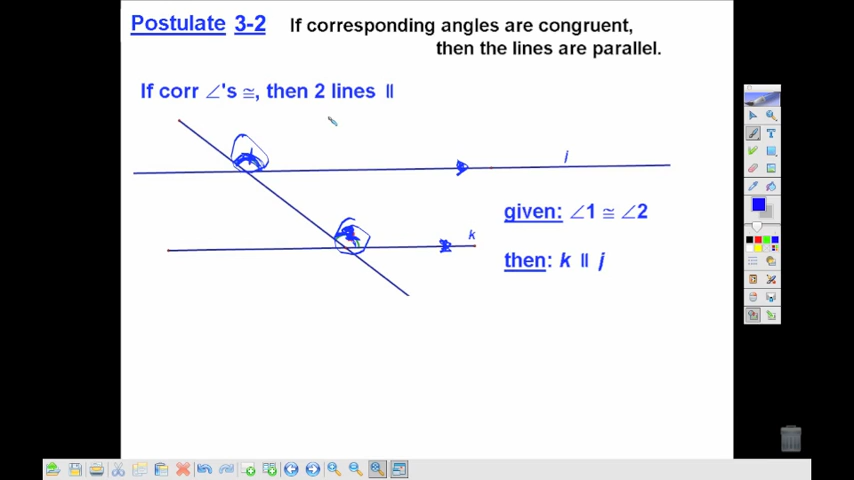 Postulate 3-2 If corresponding angles are congruent,
then the lines are parallel.
If corr ∠'s ≅, then 2 lines ∥
j
given: ∠1 ≅ ∠2
k
then: k ∥ j